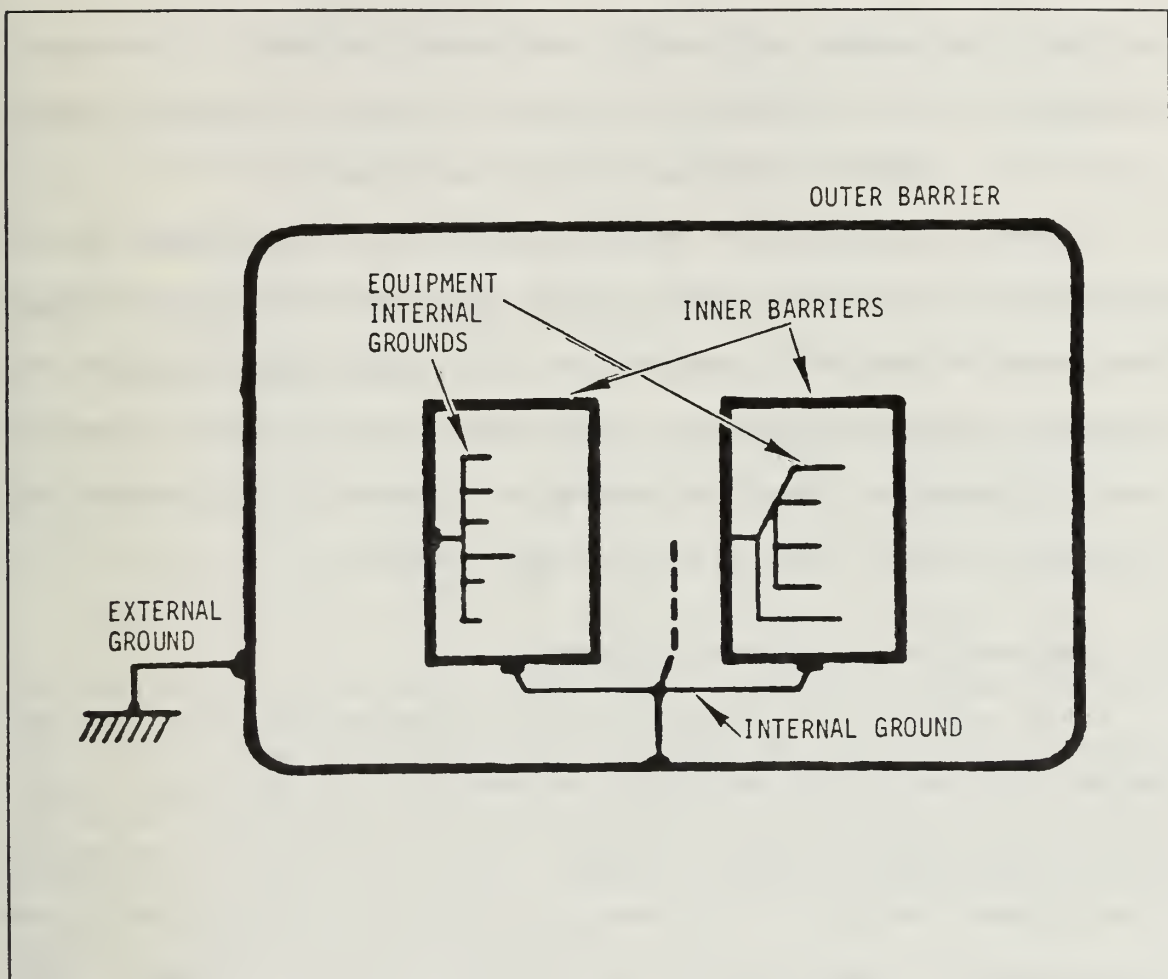 OUTER BARRIER
EQUIPMENT
INTERNAL
GROUNDS
INNER BARRIERS
EXTERNAL
GROUND
INTERNAL GROUND